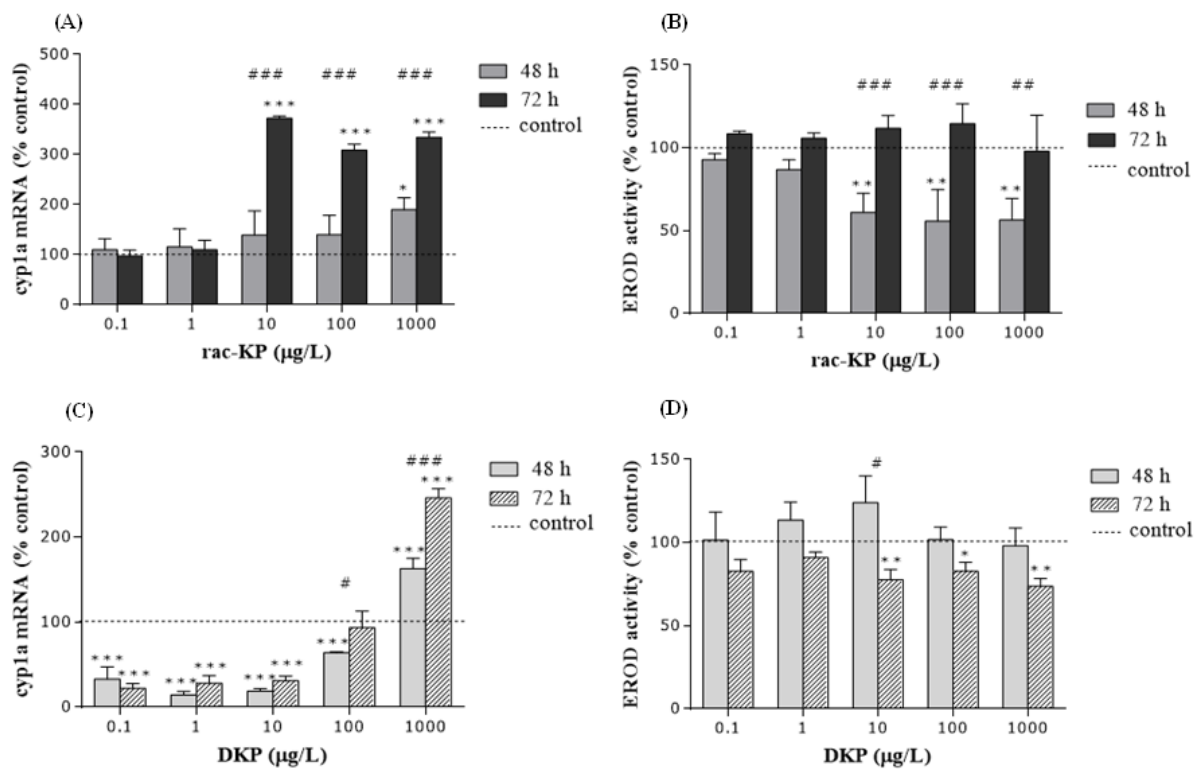 (A)
cyp1a mRNA (% control)
500
400
300
200
100
0
### ### ###
*** *** ***
*
0.1 1 10 100 1000
rac-KP (µg/L)
48 h
72 h
control
(B)
EROD activity (% control)
150
100
50
0
### ### ##
** ** **
0.1 1 10 100 1000
rac-KP (µg/L)
48 h
72 h
control
(C)
cyp1a mRNA (% control)
300
200
100
0
###
***
***
#
***
*** *** *** *** *** ***
0.1 1 10 100 1000
DKP (µg/L)
48 h
72 h
control
(D)
EROD activity (% control)
150
100
50
0
#
** * **
0.1 1 10 100 1000
DKP (µg/L)
48 h
72 h
control